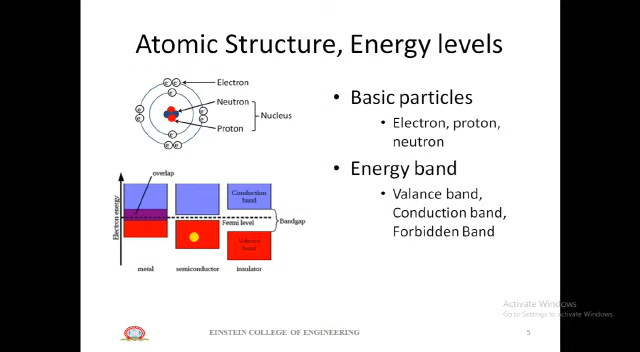 Atomic Structure, Energy levels
Electron
Neutron
Nucleus
Proton
• Basic particles
• Electron, proton,
neutron
• Energy band
• Valance band,
Conduction band,
Forbidden Band
overlap
Electron energy
Conduction
band
Fermi level
Bandgap
Valance
band
metal
semiconductor
insulator
Activate Windows
Go to Settings to activate Windows.
EINSTEIN COLLEGE OF ENGINEERING
5